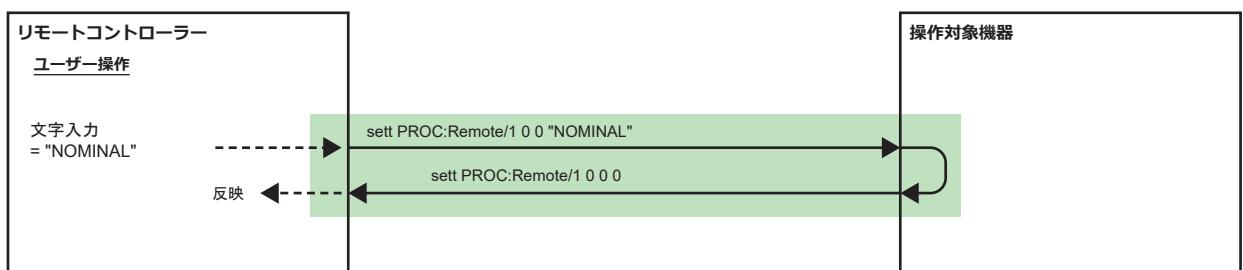 リモートコントローラー
操作対象機器
ユーザー操作
文字入力
= "NOMINAL"
sett PROC:Remote/1 0 0 "NOMINAL"
sett PROC:Remote/1 0 0 0
反映